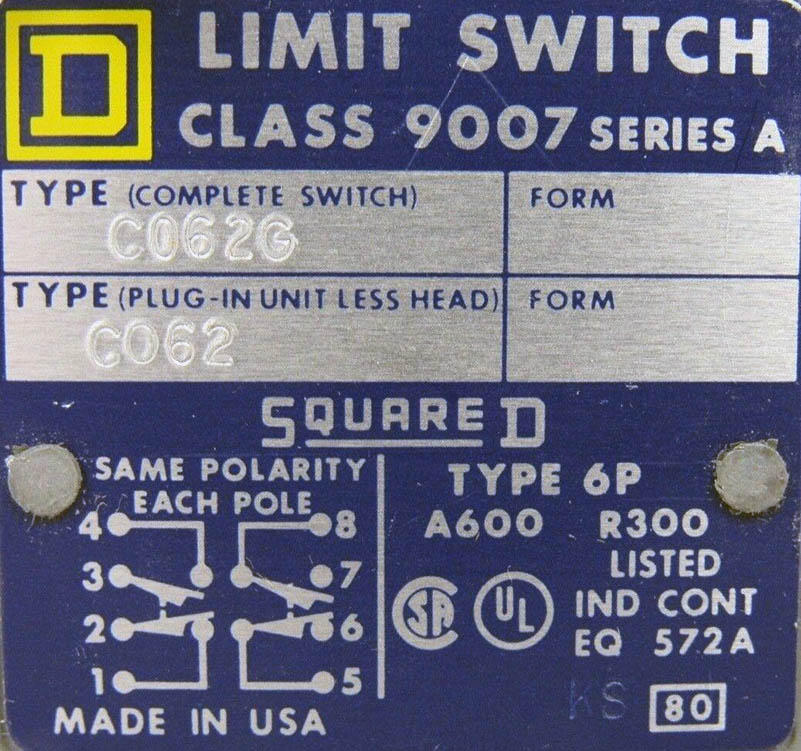 D LIMIT SWITCH
CLASS 9007 SERIES A
TYPE (COMPLETE SWITCH) FORM
C062G
TYPE (PLUG-IN UNIT LESS HEAD) FORM
C062
SQUARE D
SAME POLARITY
EACH POLE
4 8
3 7
2 6
1 5
MADE IN USA
TYPE 6P
A600 R300
LISTED
SA UL IND CONT
EQ 572A
KS 80